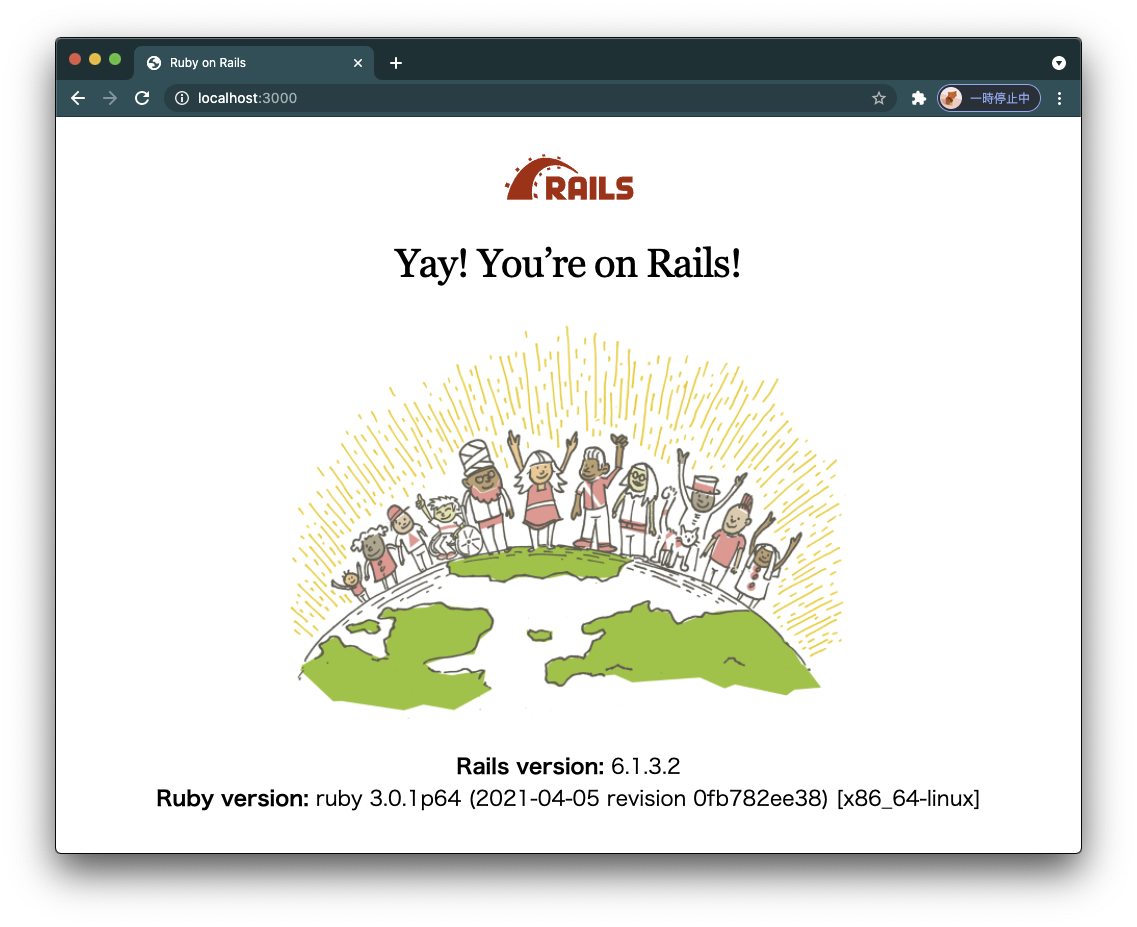 Ruby on Rails
localhost:3000
一時停止中
RAILS
Yay! You’re on Rails!
Rails version: 6.1.3.2
Ruby version: ruby 3.0.1p64 (2021-04-05 revision 0fb782ee38) [x86_64-linux]